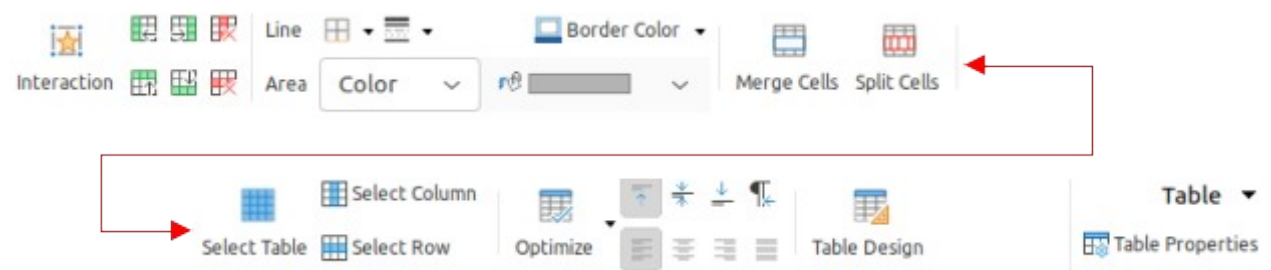 Line Border Color
Interaction Area Color Merge Cells Split Cells
Select Column Table
Select Table Select Row Optimize Table Design Table Properties